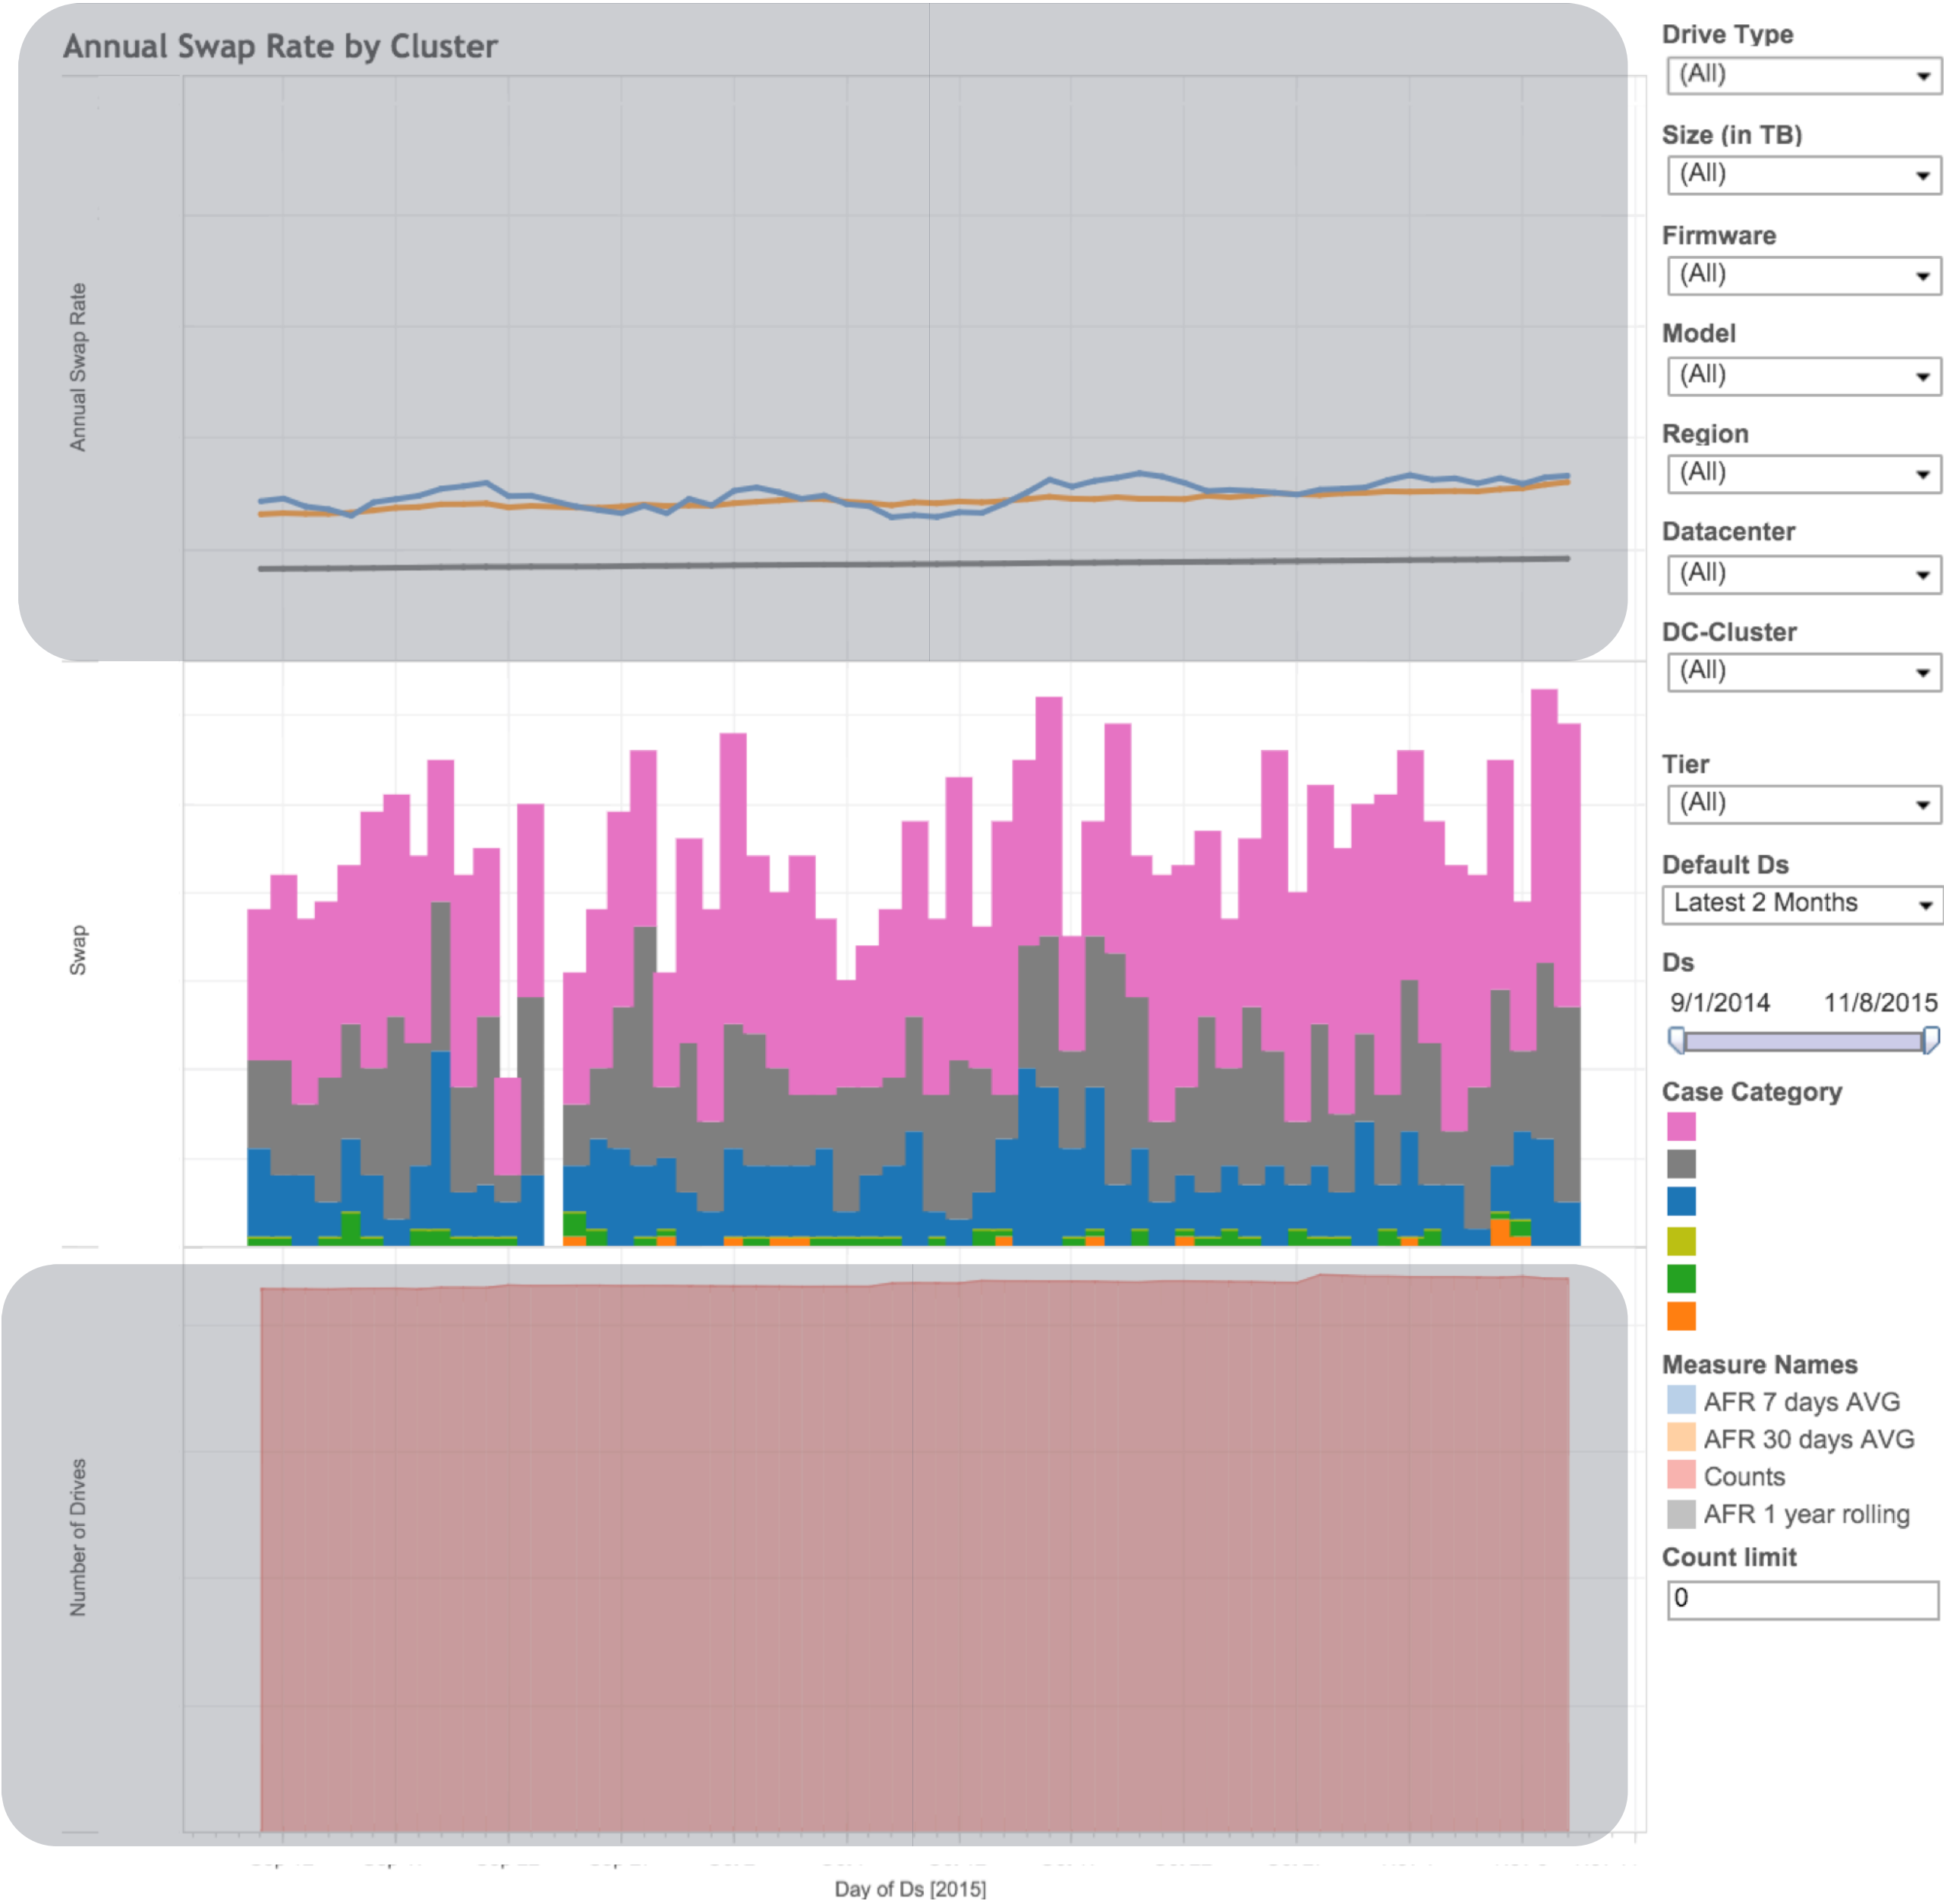 Annual Swap Rate by Cluster
Annual Swap Rate
Swap
Number of Drives
Day of Ds [2015]
Drive Type
(All)
Size (in TB)
(All)
Firmware
(All)
Model
(All)
Region
(All)
Datacenter
(All)
DC-Cluster
(All)
Tier
(All)
Default Ds
Latest 2 Months
Ds
9/1/2014 11/8/2015
Case Category
Measure Names
AFR 7 days AVG
AFR 30 days AVG
Counts
AFR 1 year rolling
Count limit
0